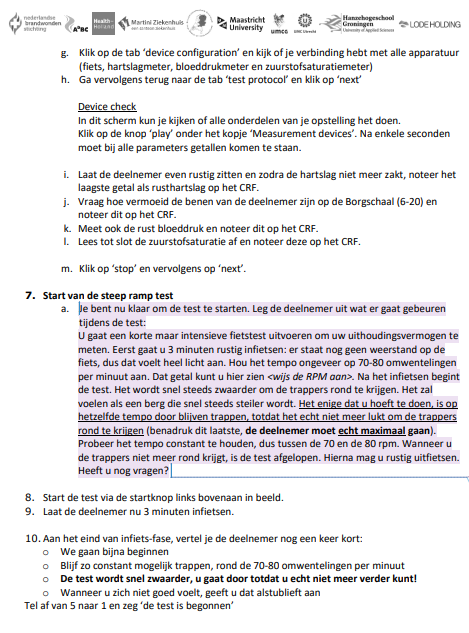 nederlandse
brandwonden
stichting
A*BC
Health~
Holland
Martini Ziekenhuis
Maastricht
University
umcg
UMC Utrecht
Hanzehogeschool
Groningen
University of Applied Sciences
LODE HOLDING
g. Klik op de tab ‘device configuration’ en kijk of je verbinding hebt met alle apparatuur
(fiets, hartslagmeter, bloeddrukmeter en zuurstofsaturatiemeter)
h. Ga vervolgens terug naar de tab ‘test protocol’ en klik op ‘next’
Device check
In dit scherm kun je kijken of alle onderdelen van je opstelling het doen.
Klik op de knop ‘play’ onder het kopje ‘Measurement devices’. Na enkele seconden
moet bij alle parameters getallen komen te staan.
i. Laat de deelnemer even rustig zitten en zodra de hartslag niet meer zakt, noteer het
laagste getal als rusthartslag op het CRF.
j. Vraag hoe vermoeid de benen van de deelnemer zijn op de Borgschaal (6-20) en
noteer dit op het CRF.
k. Meet ook de rust bloeddruk en noteer dit op het CRF.
l. Lees tot slot de zuurstofsaturatie af en noteer deze op het CRF.
m. Klik op ‘stop’ en vervolgens op ‘next’.
7. Start van de steep ramp test
a. Je bent nu klaar om de test te starten. Leg de deelnemer uit wat er gaat gebeuren
tijdens de test:
U gaat een korte maar intensieve fietstest uitvoeren om uw uithoudingsvermogen te
meten. Eerst gaat u 3 minuten rustig infietsen: er staat nog geen weerstand op de
fiets, dus dat voelt heel licht aan. Hou het tempo ongeveer op 70-80 omwentelingen
per minuut aan. Dat getal kunt u hier zien <wijs de RPM aan>. Na het infietsen begint
de test. Het wordt snel steeds zwaarder om de trappers rond te krijgen. Het zal
voelen als een berg die snel steeds steiler wordt. Het enige dat u hoeft te doen, is op
hetzelfde tempo door blijven trappen, totdat het echt niet meer lukt om de trappers
rond te krijgen (benadruk dit laatste, de deelnemer moet echt maximaal gaan).
Probeer het tempo constant te houden, dus tussen de 70 en de 80 rpm. Wanneer u
de trappers niet meer rond krijgt, is de test afgelopen. Hierna mag u rustig uitfietsen.
Heeft u nog vragen?
8. Start de test via de startknop links bovenaan in beeld.
9. Laat de deelnemer nu 3 minuten infietsen.
10. Aan het eind van infiets-fase, vertel je de deelnemer nog een keer kort:
o We gaan bijna beginnen
o Blijf zo constant mogelijk trappen, rond de 70-80 omwentelingen per minuut
o De test wordt snel zwaarder, u gaat door totdat u echt niet meer verder kunt!
o Wanneer u zich niet goed voelt, geeft u dat alstublieft aan
Tel af van 5 naar 1 en zeg ‘de test is begonnen’